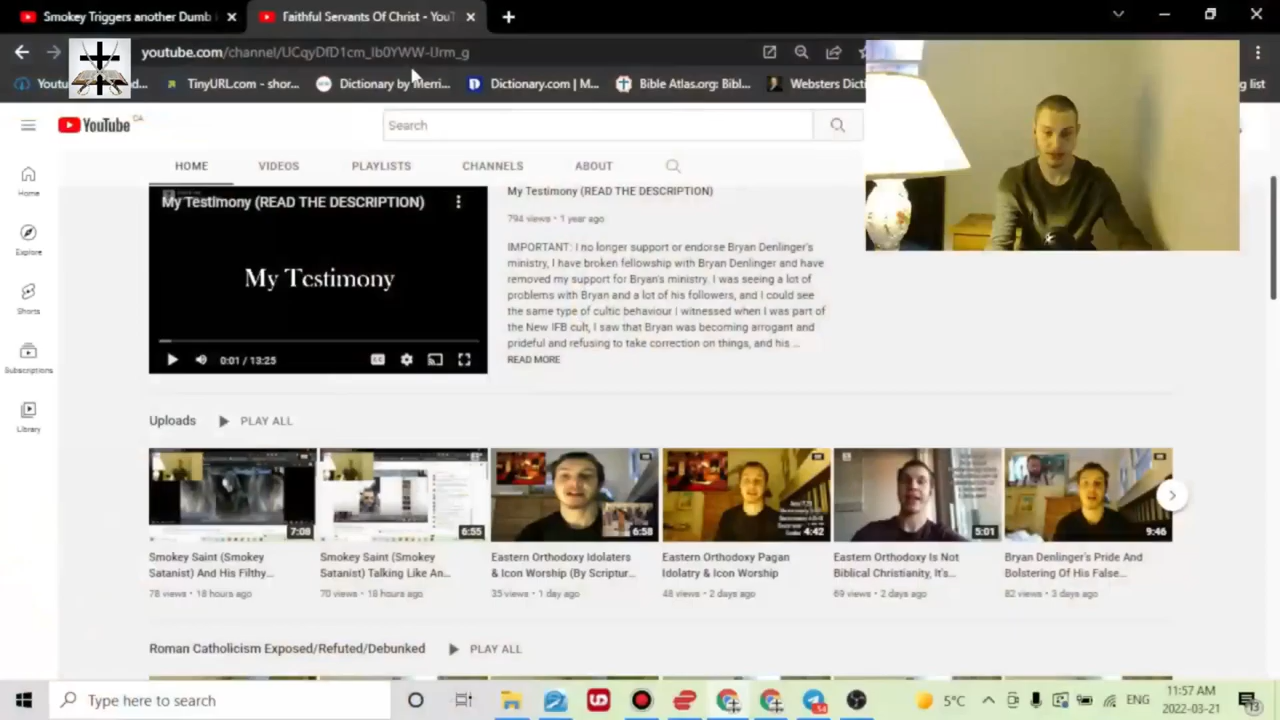 Smokey Triggers another Dumb
Faithful Servants Of Christ - YouT
youtube.com/channel/UCqyDfD1cm_Ib0YWW-Urm_g
Youtu
TinyURL.com - shor...
Dictionary by Merri...
Dictionary.com | M...
Bible Atlas.org: Bibl...
Websters Dicti
ng list
YouTube CA
Search
HOME
VIDEOS
PLAYLISTS
CHANNELS
ABOUT
Home
Explore
Shorts
Subscriptions
Library
My Testimony (READ THE DESCRIPTION)
My Testimony
0:01 / 13:25
My Testimony (READ THE DESCRIPTION)
794 views • 1 year ago
IMPORTANT: I no longer support or endorse Bryan Denlinger's
ministry, I have broken fellowship with Bryan Denlinger and have
removed my support for Bryan's ministry. I was seeing a lot of
problems with Bryan and a lot of his followers, and I could see
the same type of cultic behaviour I witnessed when I was part of
the New IFB cult, I saw that Bryan was becoming arrogant and
prideful and refusing to take correction on things, and his ...
READ MORE
Uploads
PLAY ALL
7:08
6:55
6:58
4:42
5:01
9:46
Smokey Saint (Smokey
Satanist) And His Filthy...
78 views • 18 hours ago
Smokey Saint (Smokey
Satanist) Talking Like An...
70 views • 18 hours ago
Eastern Orthodoxy Idolaters
& Icon Worship (By Scriptur...
35 views • 1 day ago
Eastern Orthodoxy Pagan
Idolatry & Icon Worship
48 views • 2 days ago
Eastern Orthodoxy Is Not
Biblical Christianity, It's...
69 views • 2 days ago
Bryan Denlinger's Pride And
Bolstering Of His False...
82 views • 3 days ago
Roman Catholicism Exposed/Refuted/Debunked
PLAY ALL
Type here to search
54
5°C
ENG
11:57 AM
2022-03-21
13